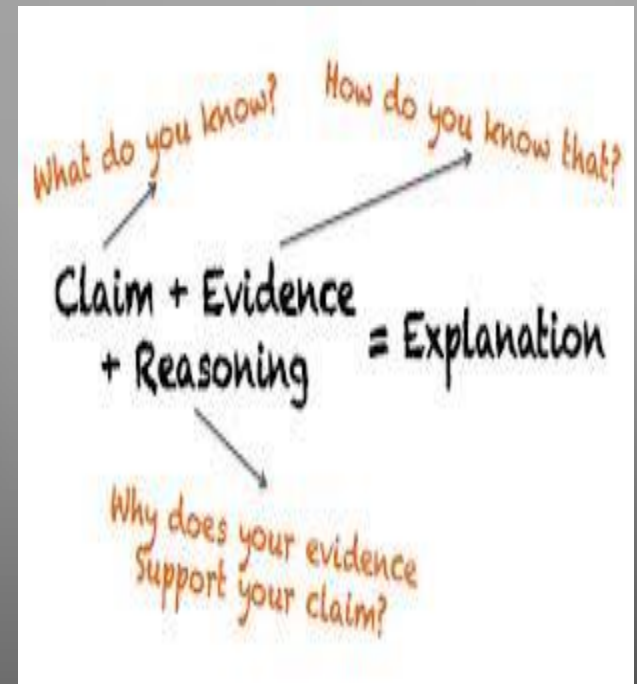 What do you know?
How do you know that?
Claim + Evidence
+ Reasoning
= Explanation
Why does your evidence
Support your claim?